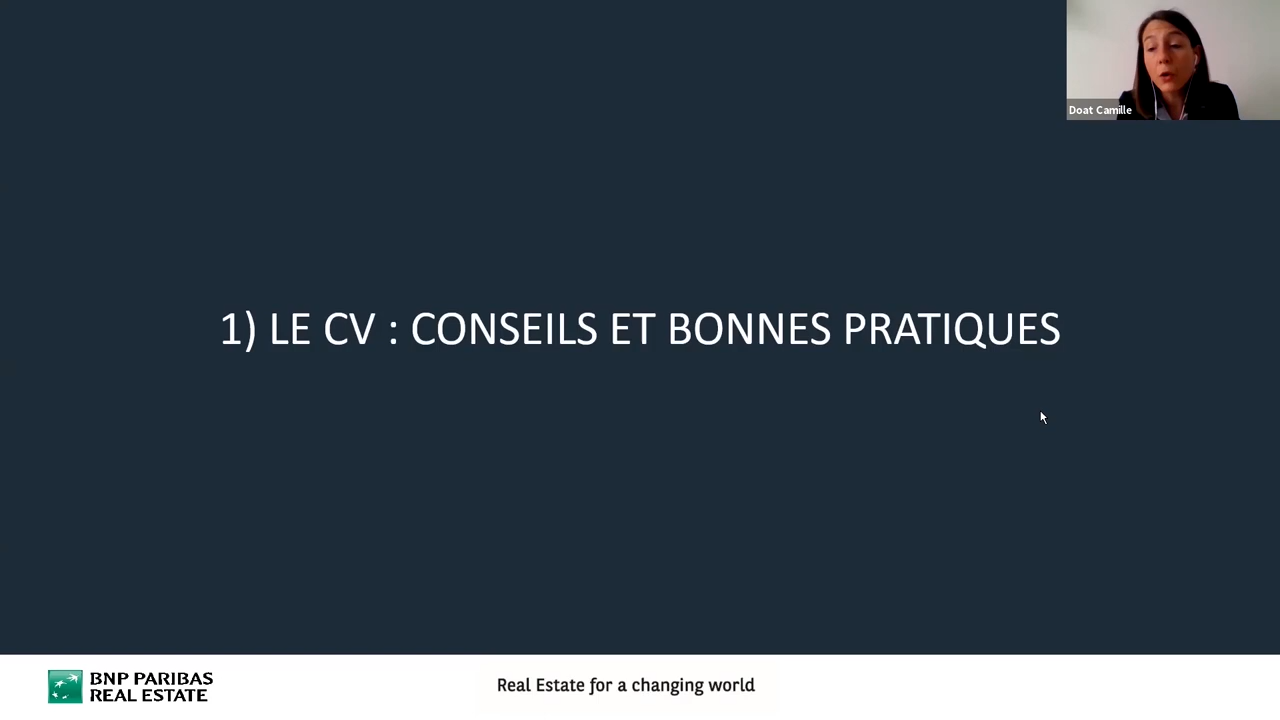 Doat Camille
1) LE CV : CONSEILS ET BONNES PRATIQUES
BNP PARIBAS
REAL ESTATE
Real Estate for a changing world